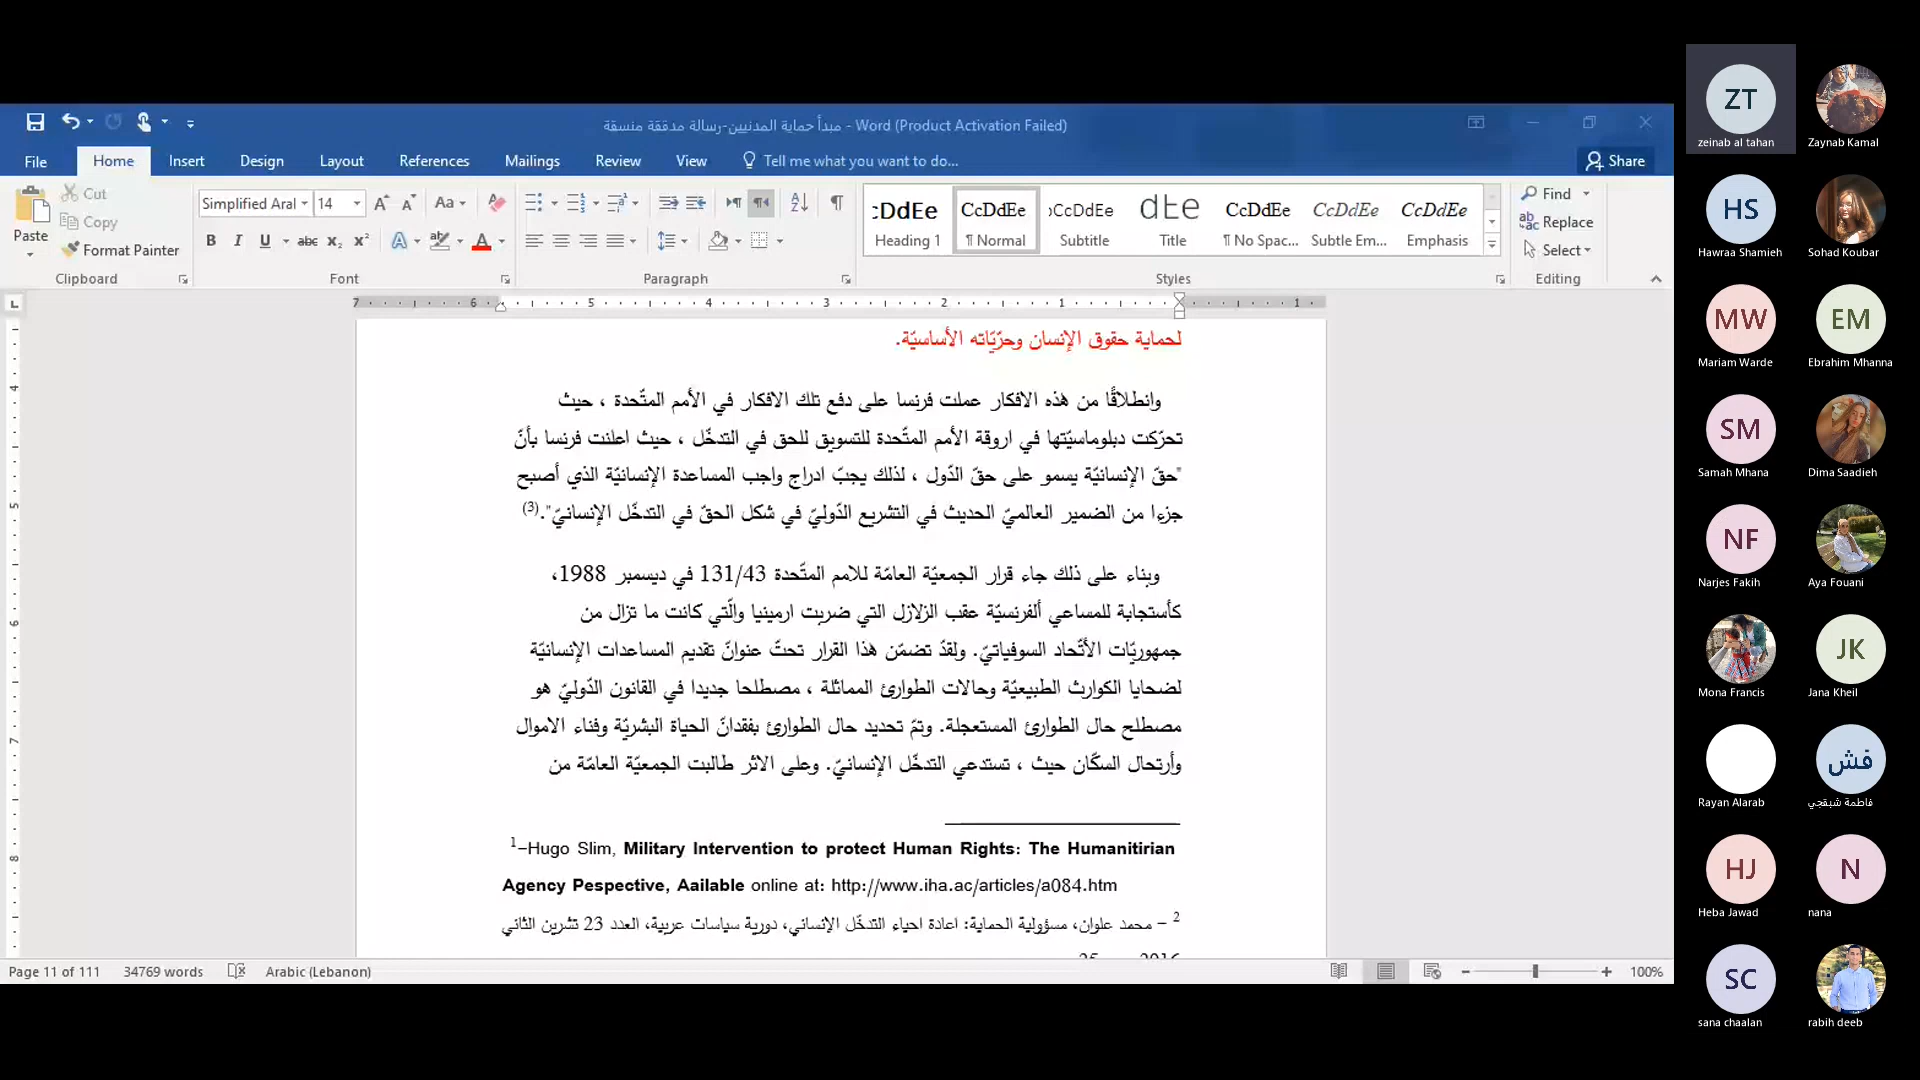 مبدأ حماية المدنيين-رسالة مدققة منسقة - Word (Product Activation Failed)
File Home Insert Design Layout References Mailings Review View Tell me what you want to do... Share
Paste
Cut
Copy
Format Painter
Clipboard
Simplified Aral 14
Font
Paragraph
Heading 1
¶ Normal
Subtitle
Title
¶ No Spac...
Subtle Em...
Emphasis
Styles
Find
Replace
Select
Editing
7 6 5 4 3 2 1 1
لحماية حقوق الإنسان وحرّيّاته الأساسيّة.
وانطلاقًا من هذه الافكار عملت فرنسا على دفع تلك الافكار في الأمم المتّحدة ، حيث
تحرّكت دبلوماسيّتها في اروقة الأمم المتّحدة للتسويق للحق في التدخّل ، حيث اعلنت فرنسا بأنّ
"حقّ الإنسانيّة يسمو على حقّ الدّول ، لذلك يجبّ ادراج واجب المساعدة الإنسانيّة الذي أصبح
جزءا من الضمير العالميّ الحديث في التشريع الدّوليّ في شكل الحقّ في التدخّل الإنسانيّ".(3)
وبناء على ذلك جاء قرار الجمعيّة العامّة للامم المتّحدة 131/43 في ديسمبر 1988،
كأستجابة للمساعي ألفرنسيّة عقب الزلازل التي ضربت ارمينيا والّتي كانت ما تزال من
جمهوريّات الأتّحاد السوفياتيّ. ولقدّ تضمّن هذا القرار تحتّ عنوانّ تقديم المساعدات الإنسانيّة
لضحايا الكوارث الطبيعيّة وحالات الطوارئ المماثلة ، مصطلحا جديدا في القانون الدّوليّ هو
مصطلح حال الطوارئ المستعجلة. وتمّ تحديد حال الطوارئ بفقدانّ الحياة البشريّة وفناء الاموال
وأرتحال السكّان حيث ، تستدعي التدخّل الإنسانيّ. وعلى الاثر طالبت الجمعيّة العامّة من
1–Hugo Slim, Military Intervention to protect Human Rights: The Humanitirian
Agency Pespective, Aailable online at: http://www.iha.ac/articles/a084.htm
2 – محمد علوان، مسؤولية الحماية: اعادة احياء التدخّل الإنساني، دورية سياسات عربية، العدد 23 تشرين الثاني
Page 11 of 111 34769 words Arabic (Lebanon) 100%
ZT
zeinab al tahan
Zaynab Kamal
HS
Hawraa Shamieh
Sohad Koubar
MW
Mariam Warde
EM
Ebrahim Mhanna
SM
Samah Mhana
Dima Saadieh
NF
Narjes Fakih
Aya Fouani
Mona Francis
JK
Jana Kheil
Rayan Alarab
فش
فاطمة شبقجي
HJ
Heba Jawad
N
nana
SC
sana chaalan
rabih deeb